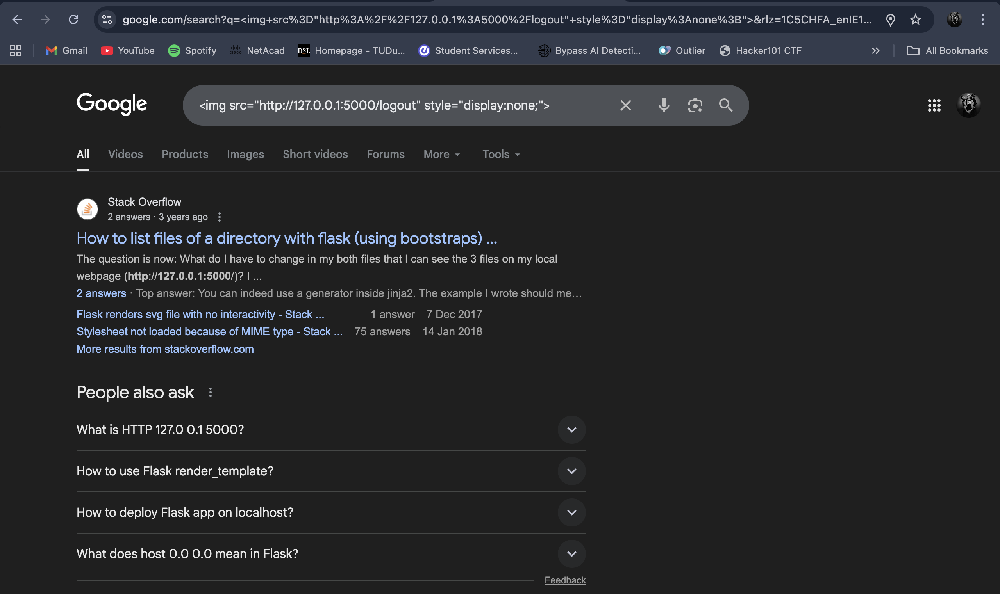 google.com/search?q=<img+src%3D"http%3A%2F%2F127.0.0.1%3A5000%2Flogout"+style%3D"display%3Anone%3B">&rlz=1C5CHFA_enIE1...
Gmail YouTube Spotify NetAcad Homepage - TUDu... Student Services... Bypass AI Detecti... Outlier Hacker101 CTF » All Bookmarks
Google
<img src="http://127.0.0.1:5000/logout" style="display:none;">
All Videos Products Images Short videos Forums More Tools
Stack Overflow
2 answers · 3 years ago
How to list files of a directory with flask (using bootstraps) ...
The question is now: What do I have to change in my both files that I can see the 3 files on my local
webpage (http://127.0.0.1:5000/)? I ...
2 answers · Top answer: You can indeed use a generator inside jinja2. The example I wrote should me…
Flask renders svg file with no interactivity - Stack ... 1 answer 7 Dec 2017
Stylesheet not loaded because of MIME type - Stack ... 75 answers 14 Jan 2018
More results from stackoverflow.com
People also ask
What is HTTP 127.0 0.1 5000?
How to use Flask render_template?
How to deploy Flask app on localhost?
What does host 0.0 0.0 mean in Flask?
Feedback